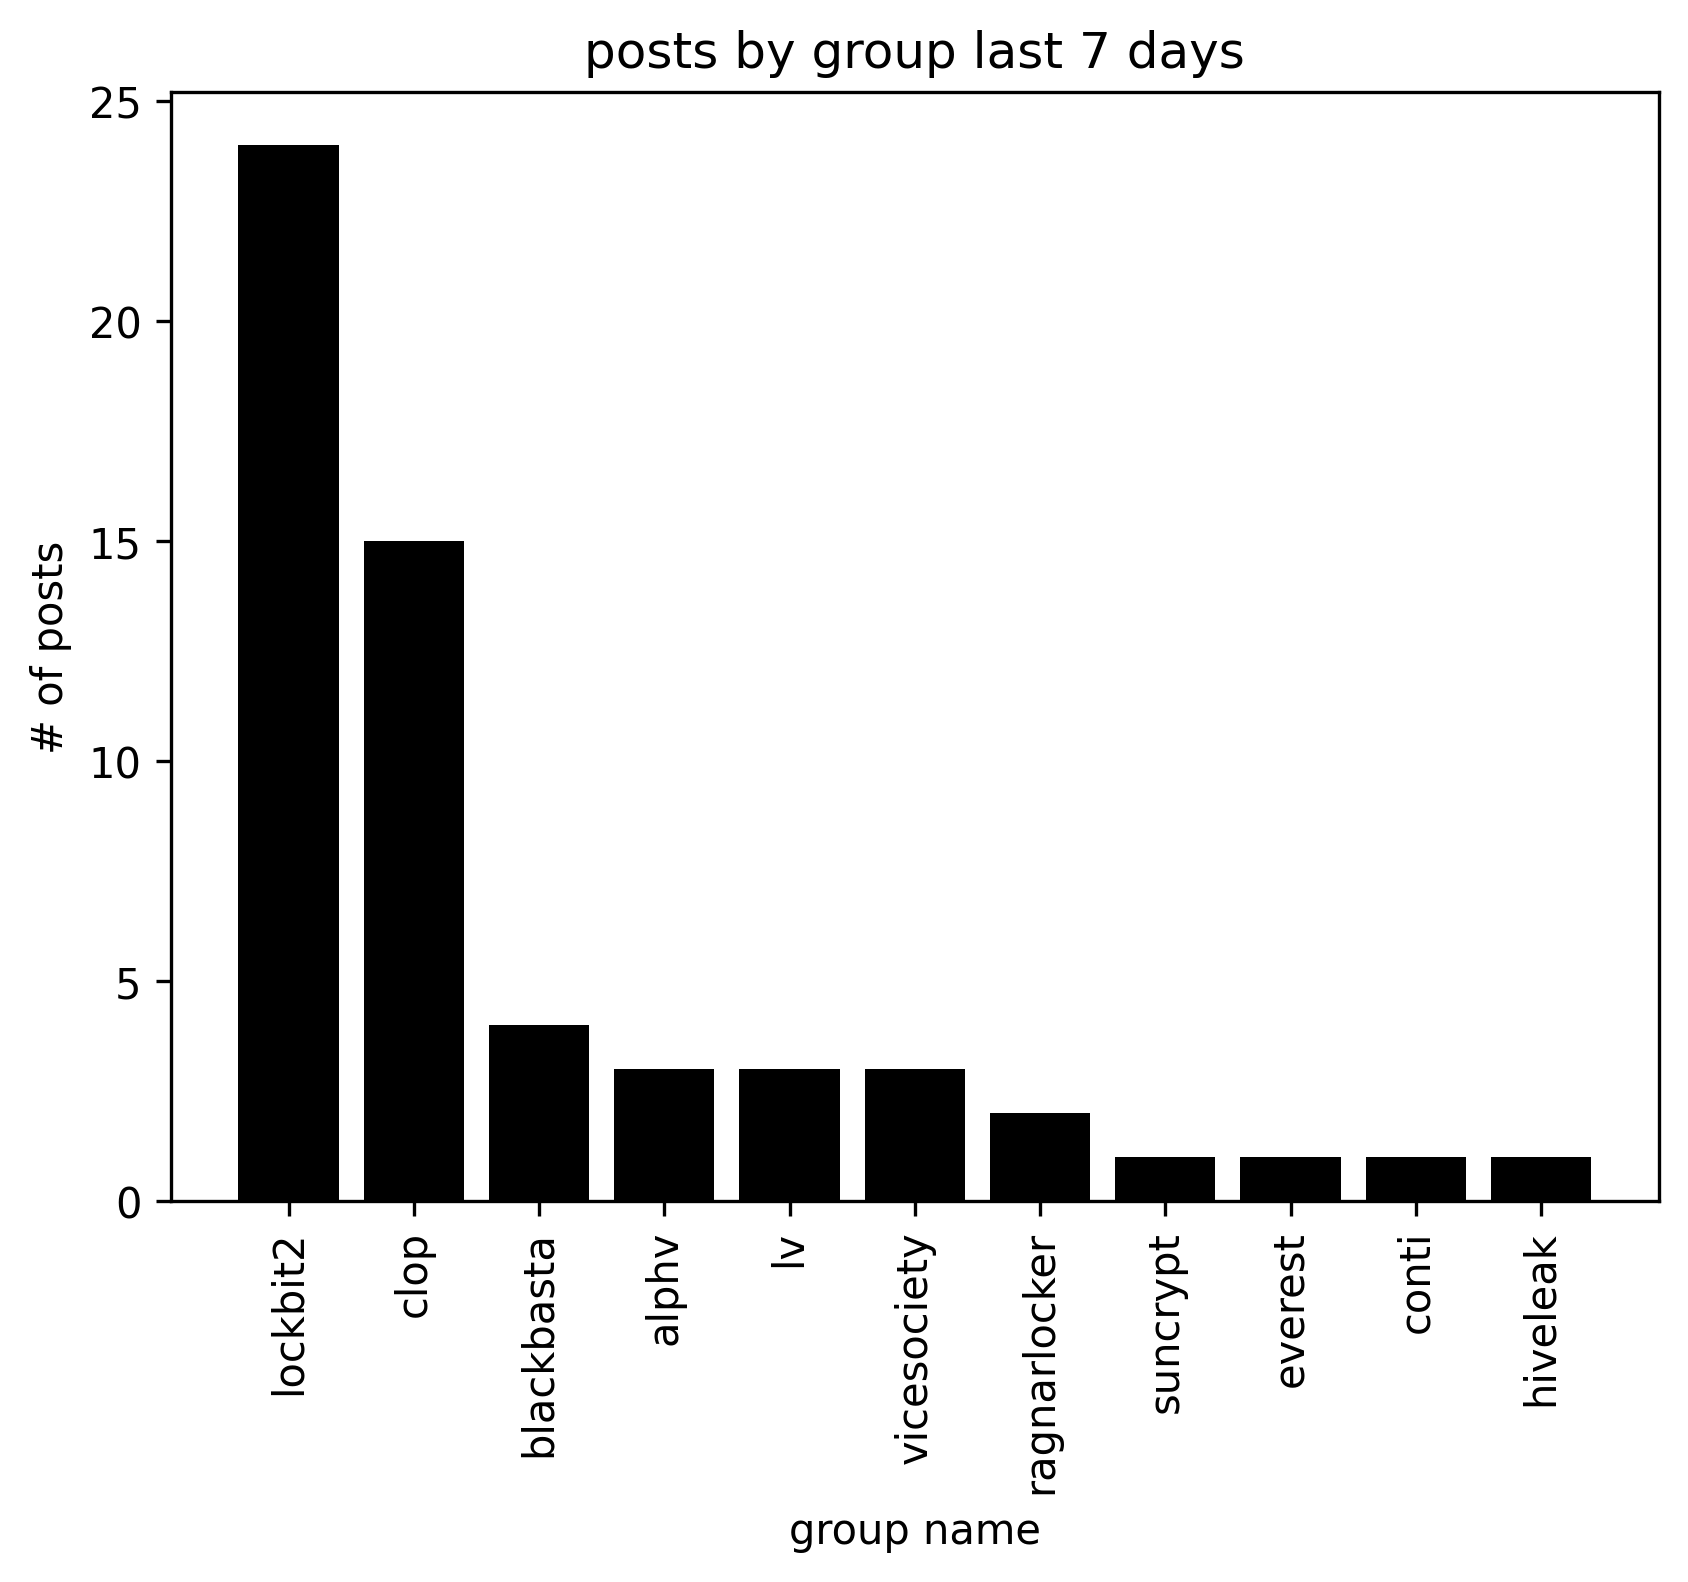 posts by group last 7 days
25
20
15
10
5
0
# of posts
lockbit2
clop
blackbasta
alphv
lv
vicesociety
ragnarlocker
suncrypt
everest
conti
hiveleak
group name